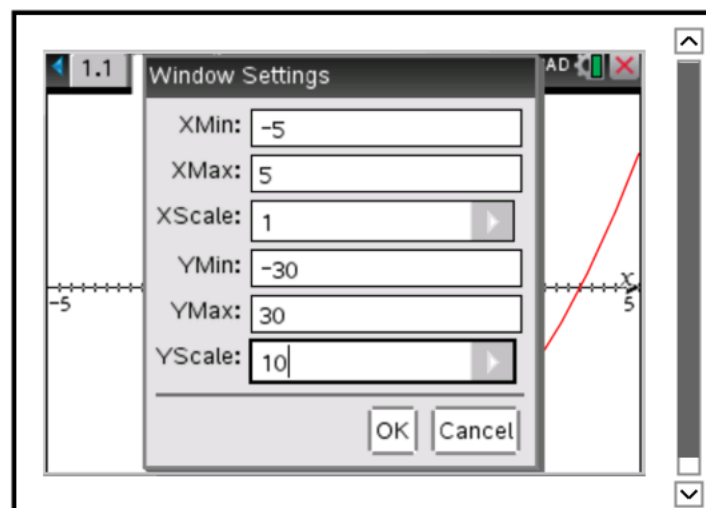 1.1
AD
Window Settings
XMin: -5
XMax: 5
XScale: 1
YMin: -30
YMax: 30
YScale: 10
OK Cancel
-5
x
5